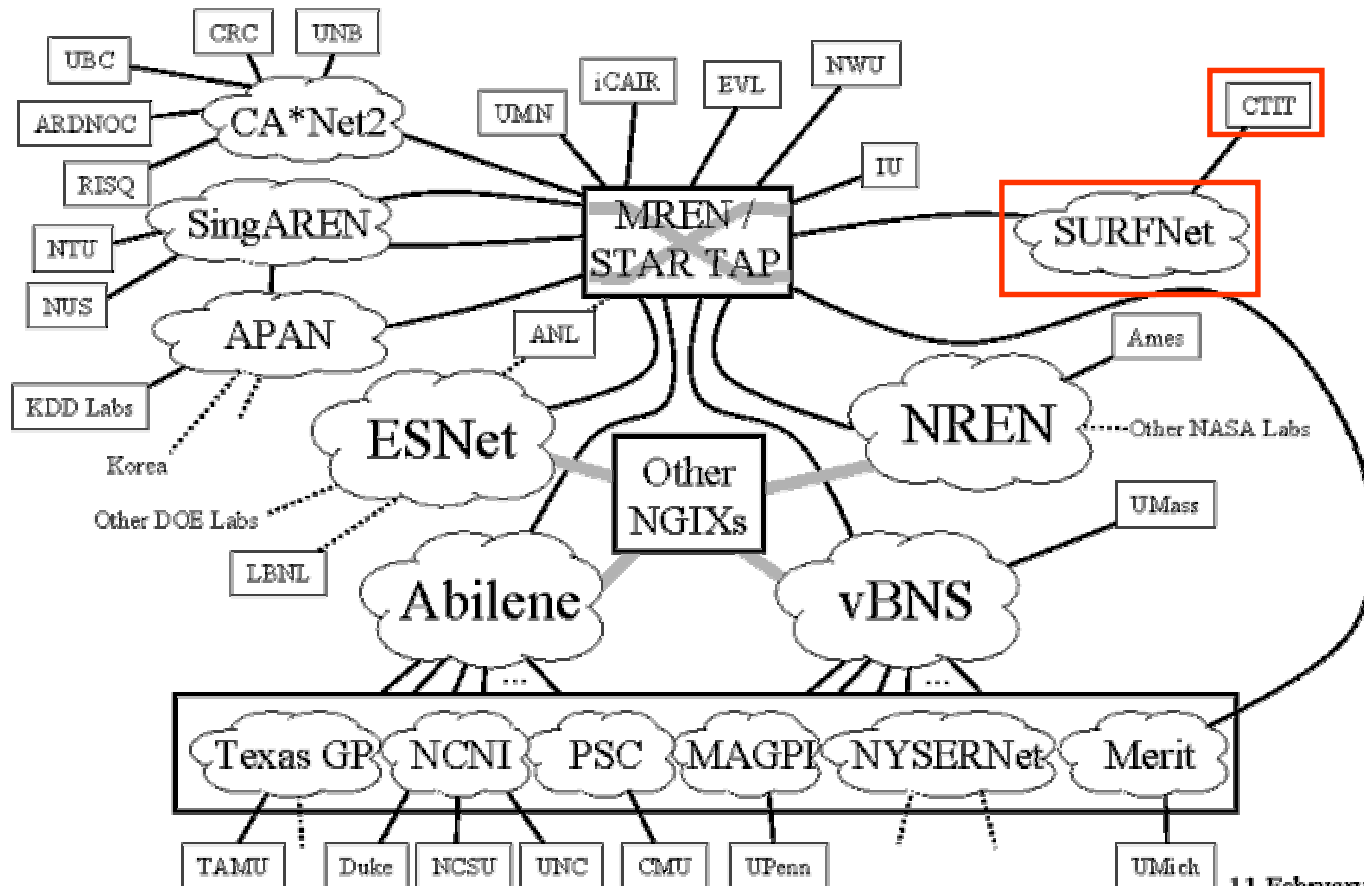 CRC
UNB
UBC
iCAIR
EVL
NWU
CTIT
UMN
ARDNOC
CA*Net2
IU
RISQ
SingAREN
MREN /
STAR TAP
SURFNet
NTU
NUS
APAN
ANL
Ames
KDD Labs
ESNet
NREN
Other NASA Labs
Korea
Other
NGIXs
Other DOE Labs
UMass
LBNL
Abilene
vBNS
...
...
Texas GP
NCNI
PSC
MAGPI
NYSERNet
Merit
TAMU
Duke
NCSU
UNC
CMU
UPenn
UMich
11